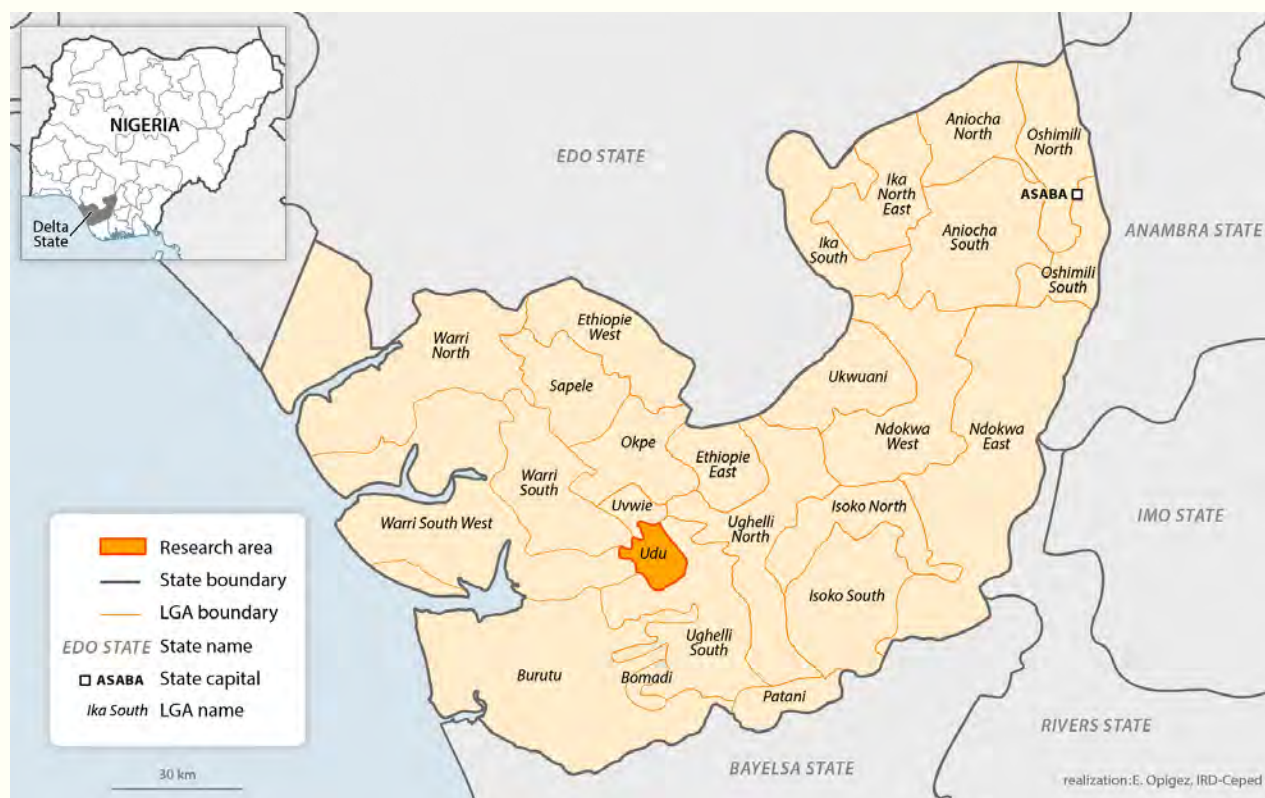 NIGERIA
Delta
State
EDO STATE
Aniocha
North
Oshimili
North
Ika
North
East
ASABA
Ika
South
Aniocha
South
ANAMBRA STATE
Oshimili
South
Warri
North
Ethiopie
West
Sapele
Ukwuani
Okpe
Ndokwa
West
Ndokwa
East
Ethiopie
East
Warri
South
Uvwie
Ughelli
North
Isoko North
Warri South West
IMO STATE
Udu
Isoko South
Ughelli
South
Burutu
Bomadi
Patani
RIVERS STATE
BAYELSA STATE
Research area
State boundary
LGA boundary
EDO STATE State name
ASABA State capital
Ika South LGA name
30 km
realization: E. Opigez, IRD-Ceped